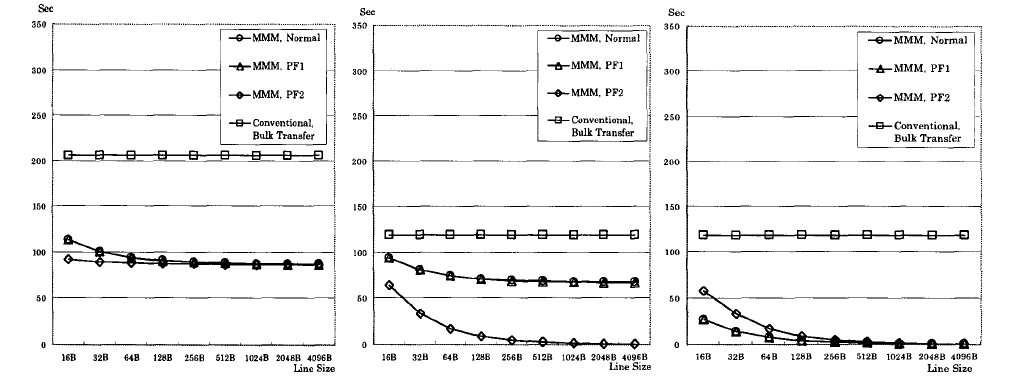 Sec
350
300
250
200
150
100
50
0
MMM, Normal
MMM, PF1
MMM, PF2
Conventional,
Bulk Transfer
16B 32B 64B 128B 256B 512B 1024B 2048B 4096B
Line Size
Sec
350
300
250
200
150
100
50
0
MMM, Normal
MMM, PF1
MMM, PF2
Conventional,
Bulk Transfer
16B 32B 64B 128B 256B 512B 1024B 2048B 4096B
Line Size
Sec
350
300
250
200
150
100
50
0
MMM, Normal
MMM, PF1
MMM, PF2
Conventional,
Bulk Transfer
16B 32B 64B 128B 256B 512B 1024B 2048B 4096B
Line Size